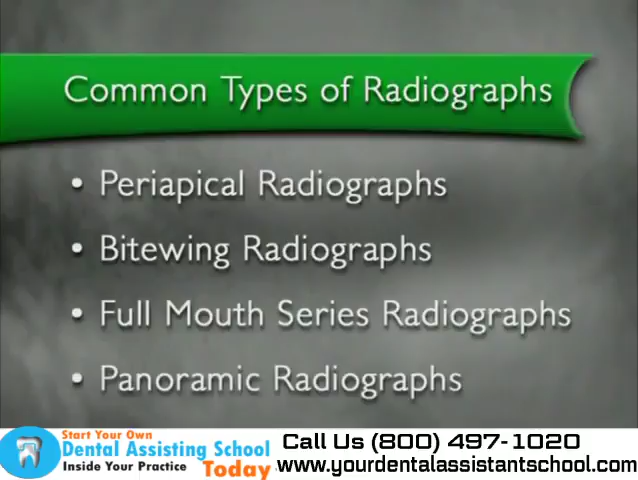 Common Types of Radiographs
• Periapical Radiographs
• Bitewing Radiographs
• Full Mouth Series Radiographs
• Panoramic Radiographs
Start Your Own
Dental Assisting School
Inside Your Practice Today
Call Us (800) 497-1020
www.yourdentalassistantschool.com